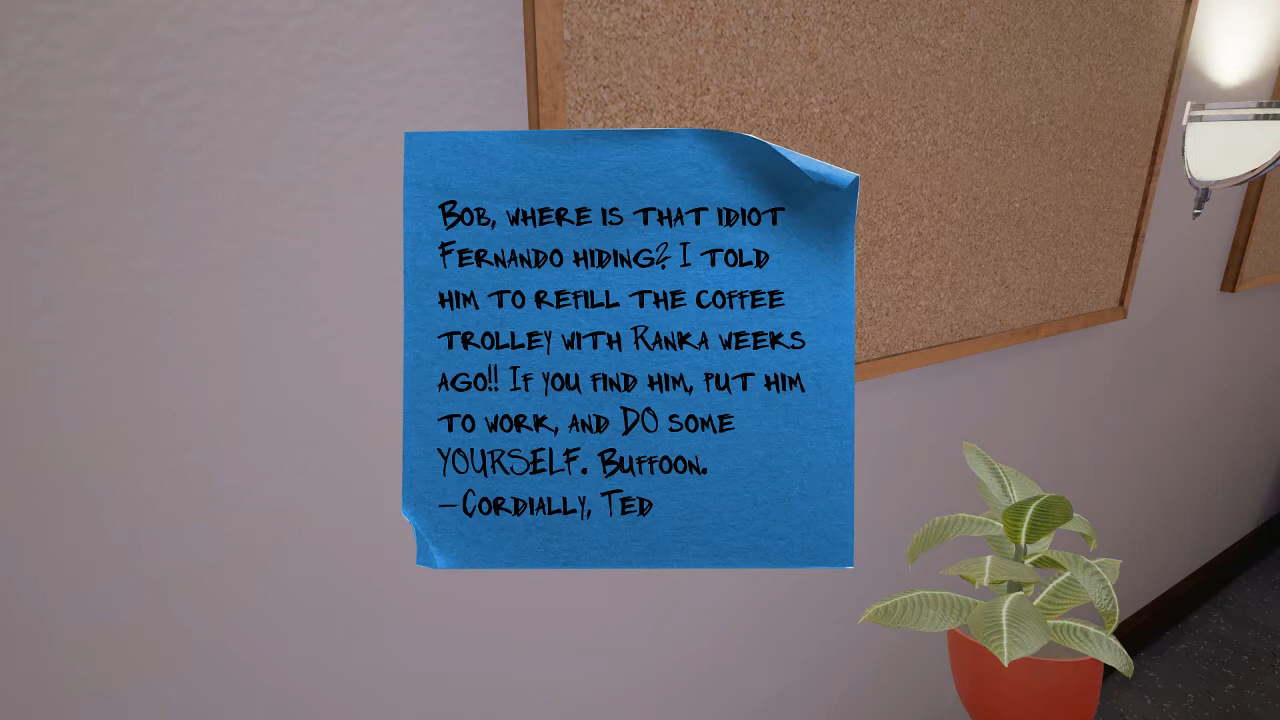 Bob, where is that idiot
Fernando hiding? I told
him to refill the coffee
trolley with Ranka weeks
ago!! If you find him, put him
to work, and DO some
YOURSELF. Buffoon.
– Cordially, Ted